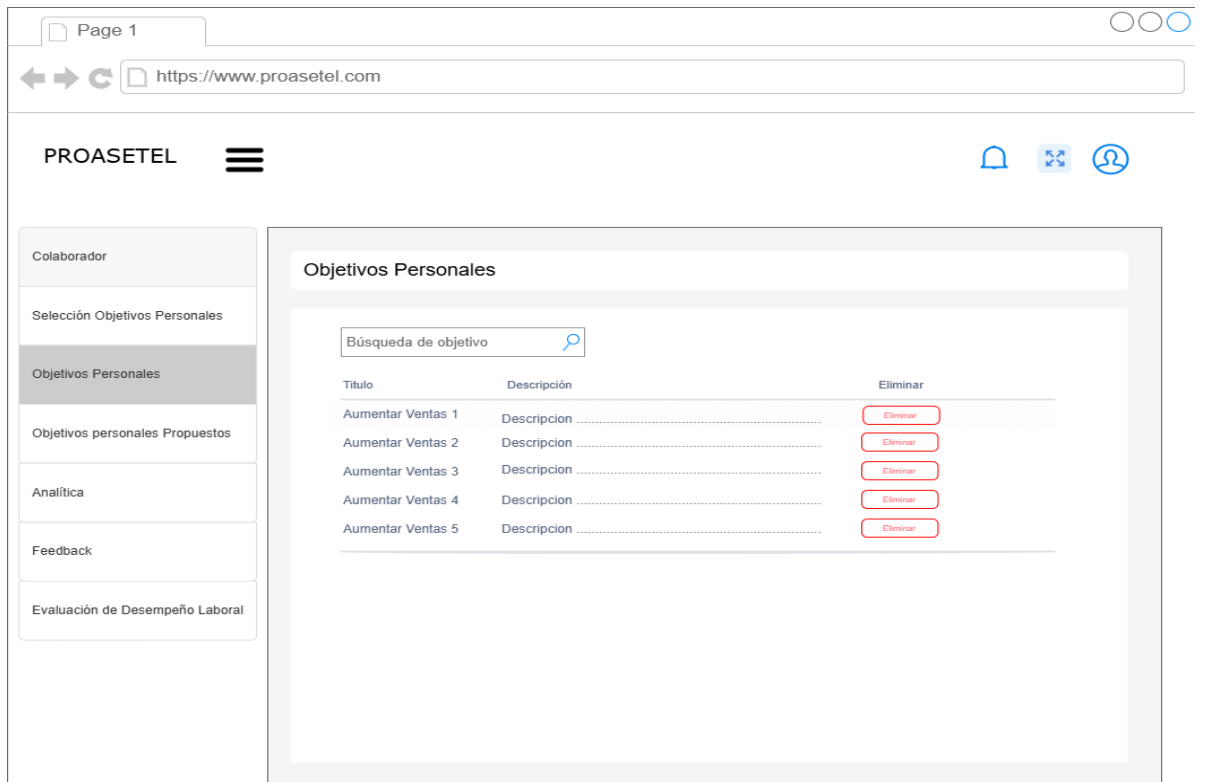 Page 1
https://www.proasetel.com
PROASETEL
Colaborador
Selección Objetivos Personales
Objetivos Personales
Objetivos personales Propuestos
Analítica
Feedback
Evaluación de Desempeño Laboral
Objetivos Personales
Búsqueda de objetivo
Titulo Descripción Eliminar
Aumentar Ventas 1 Descripcion Eliminar
Aumentar Ventas 2 Descripcion Eliminar
Aumentar Ventas 3 Descripcion Eliminar
Aumentar Ventas 4 Descripcion Eliminar
Aumentar Ventas 5 Descripcion Eliminar